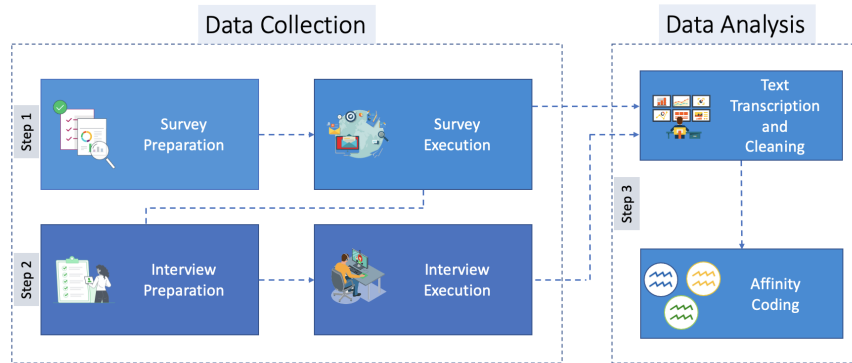 Data Collection
Data Analysis
Step 1
Survey
Preparation
Survey
Execution
Text
Transcription
and
Cleaning
Step 2
Interview
Preparation
Interview
Execution
Step 3
Affinity
Coding